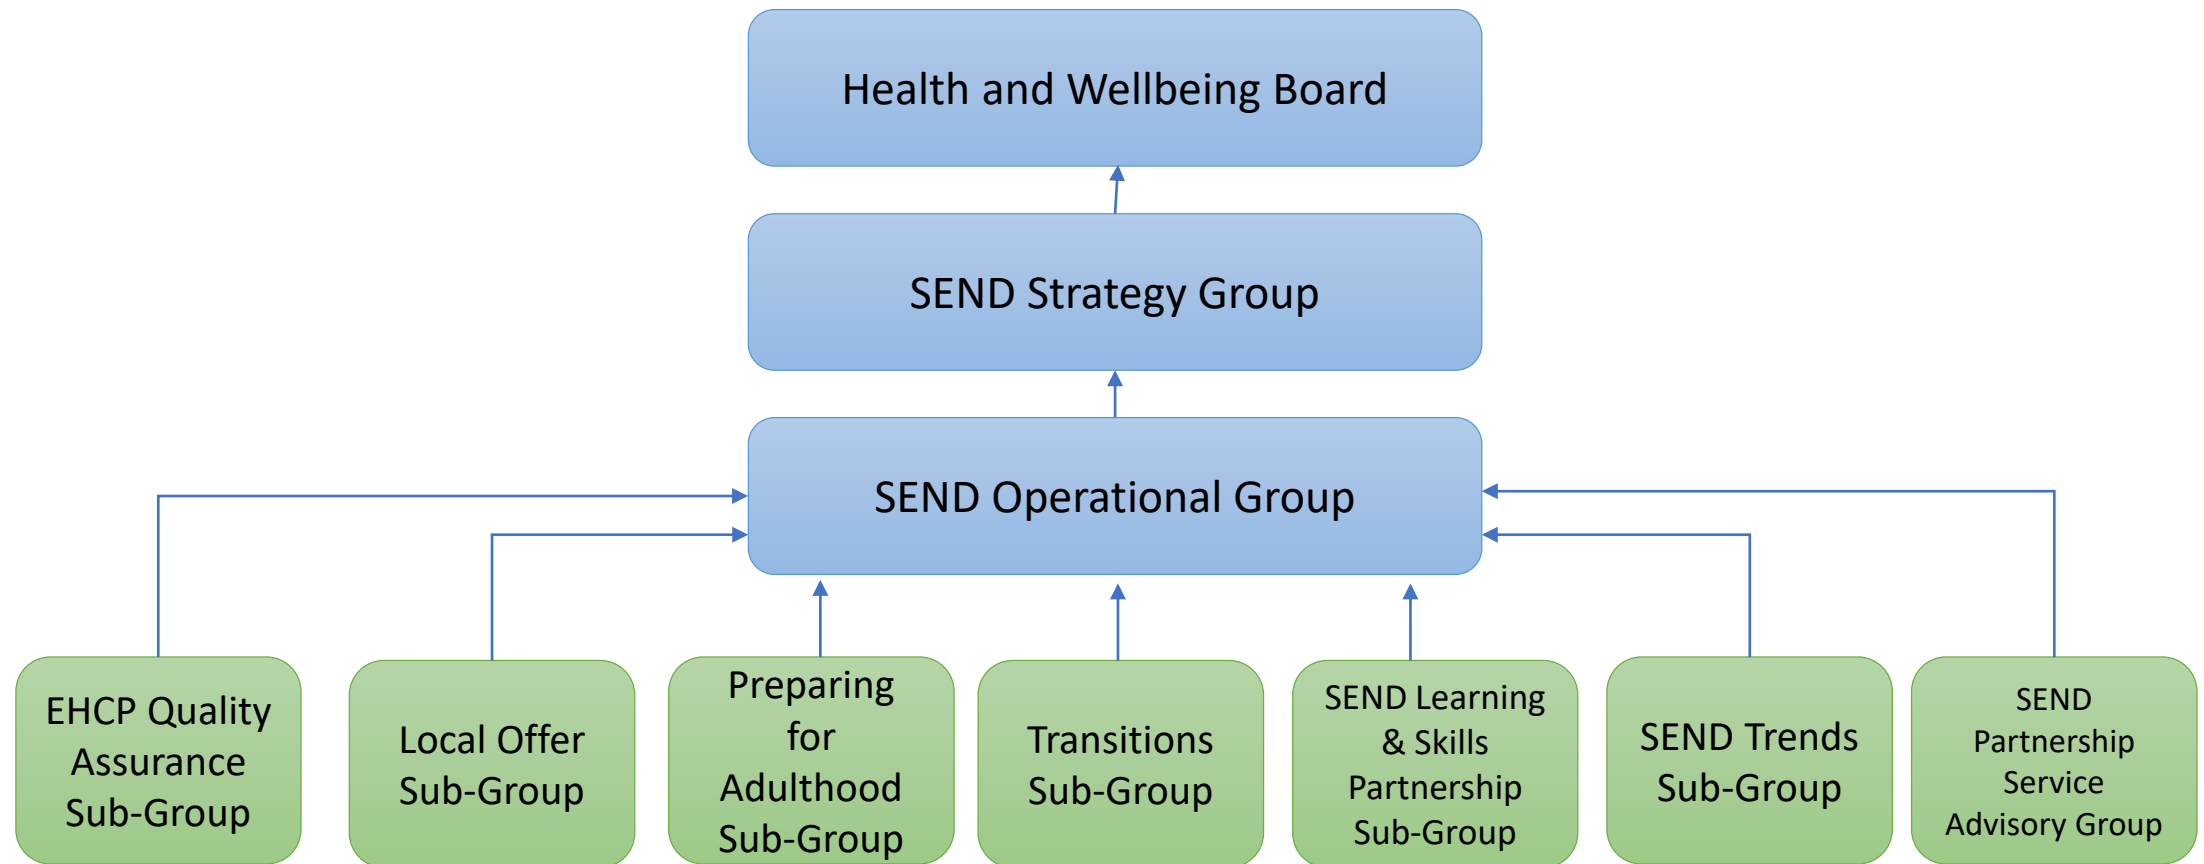 Health and Wellbeing Board
SEND Strategy Group
SEND Operational Group
EHCP Quality
Assurance
Sub-Group
Local Offer
Sub-Group
Preparing
for
Adulthood
Sub-Group
Transitions
Sub-Group
SEND Learning
& Skills
Partnership
Sub-Group
SEND Trends
Sub-Group
SEND
Partnership
Service
Advisory Group